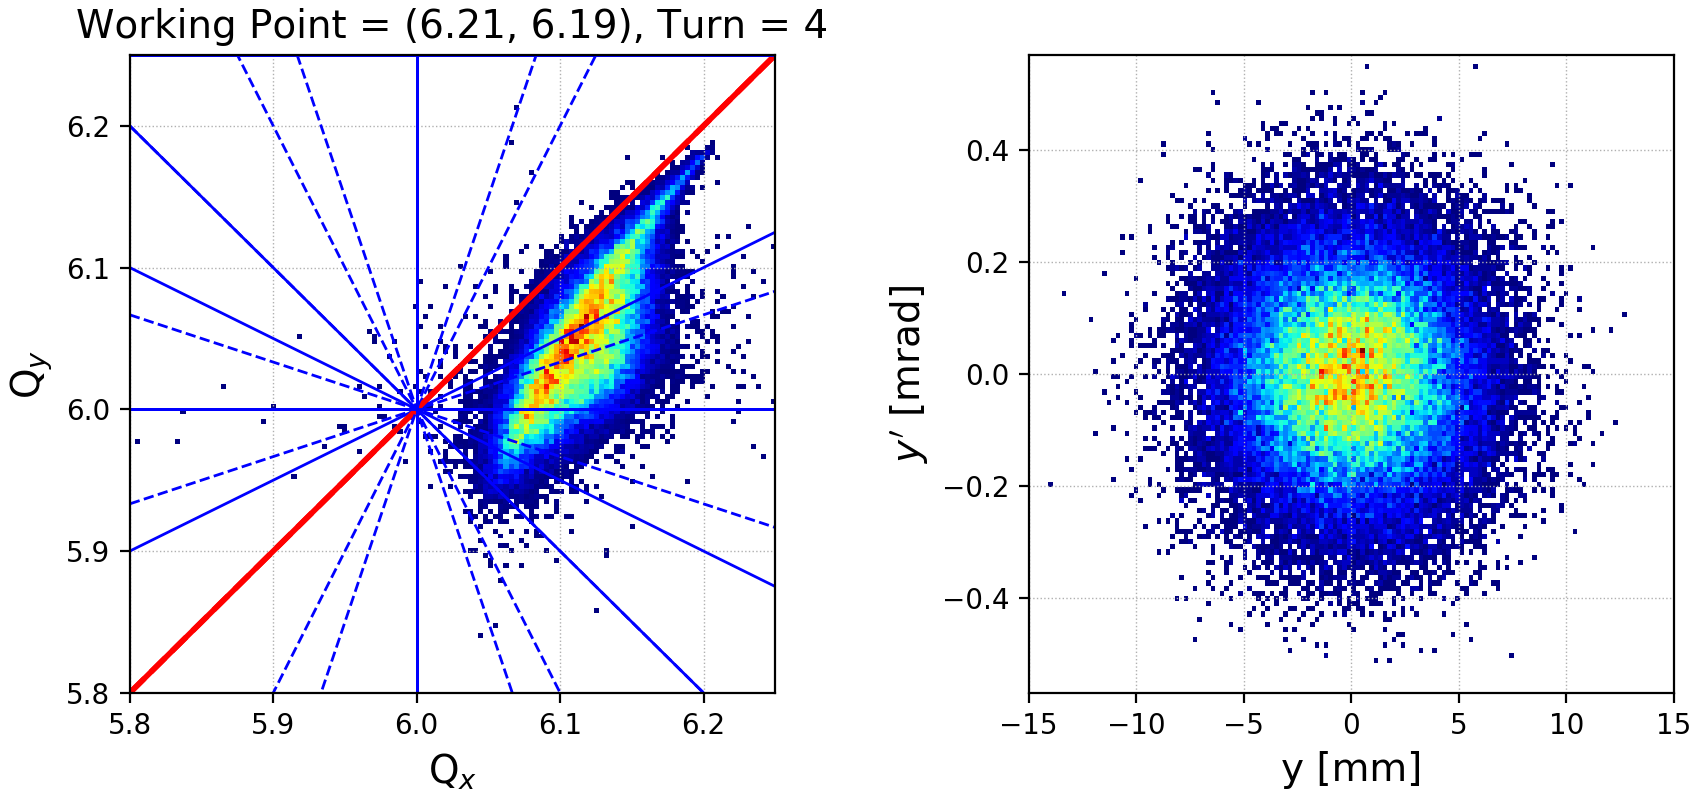 Working Point = (6.21, 6.19), Turn = 4
6.2
6.1
6.0
5.9
5.8
Qy
5.8 5.9 6.0 6.1 6.2
Qx
0.4
0.2
0.0
−0.2
−0.4
y′ [mrad]
−15 −10 −5 0 5 10 15
y [mm]